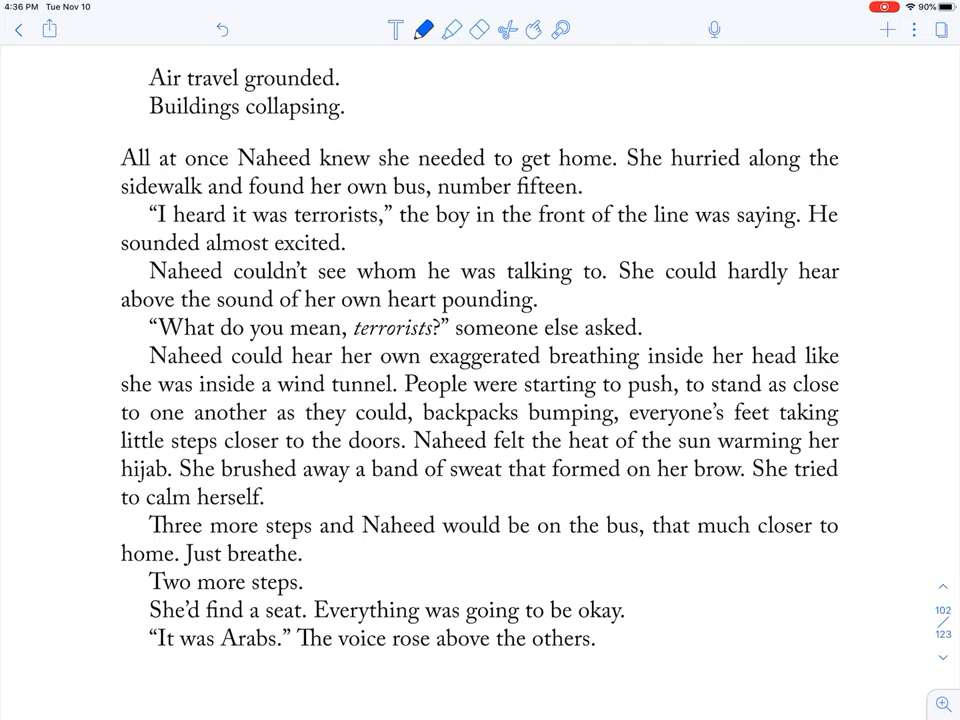 4:36 PM Tue Nov 10
90%
T
Air travel grounded.
Buildings collapsing.
All at once Naheed knew she needed to get home. She hurried along the
sidewalk and found her own bus, number fifteen.
“I heard it was terrorists,” the boy in the front of the line was saying. He
sounded almost excited.
Naheed couldn’t see whom he was talking to. She could hardly hear
above the sound of her own heart pounding.
“What do you mean, terrorists?” someone else asked.
Naheed could hear her own exaggerated breathing inside her head like
she was inside a wind tunnel. People were starting to push, to stand as close
to one another as they could, backpacks bumping, everyone’s feet taking
little steps closer to the doors. Naheed felt the heat of the sun warming her
hijab. She brushed away a band of sweat that formed on her brow. She tried
to calm herself.
Three more steps and Naheed would be on the bus, that much closer to
home. Just breathe.
Two more steps.
She’d find a seat. Everything was going to be okay.
“It was Arabs.” The voice rose above the others.
102
123